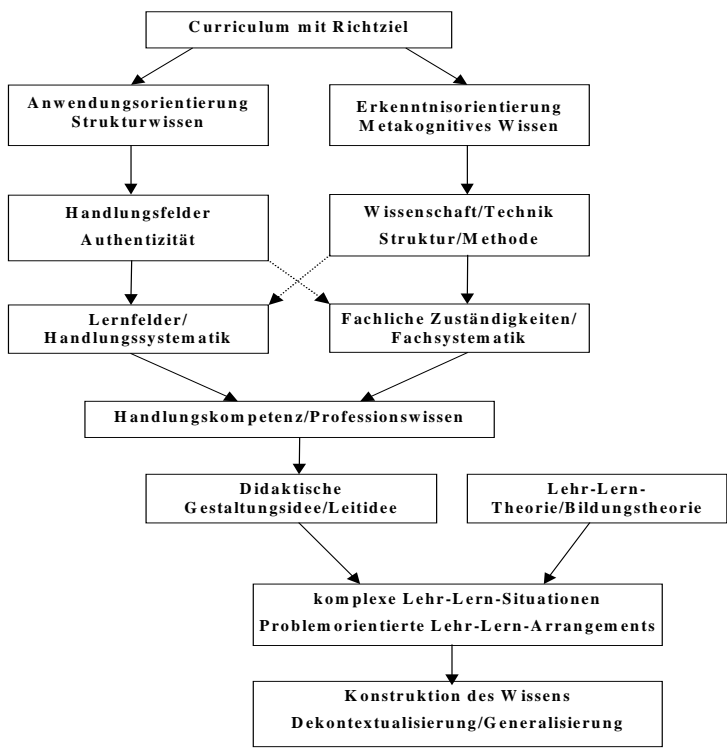 Curriculum mit Richtziel
Anwendungsorientierung
Strukturwissen
Erkenntnisorientierung
Metakognitives Wissen
Handlungsfelder
Authentizität
Wissenschaft/Technik
Struktur/Methode
Lernfelder/
Handlungssystematik
Fachliche Zuständigkeiten/
Fachsystematik
Handlungskompetenz/Professionswissen
Didaktische
Gestaltungsidee/Leitidee
Lehr-Lern-
Theorie/Bildungstheorie
komplexe Lehr-Lern-Situationen
Problemorientierte Lehr-Lern-Arrangements
Konstruktion des Wissens
Dekontextualisierung/Generalisierung